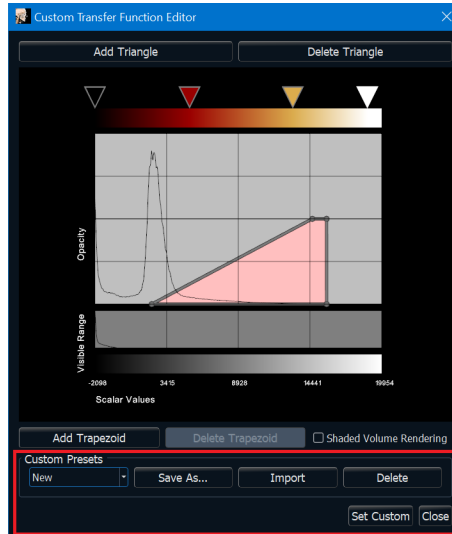 Custom Transfer Function Editor
Add Triangle Delete Triangle
Opacity
Visible Range
-2098 3415 8928 14441 19954
Scalar Values
Add Trapezoid Delete Trapezoid Shaded Volume Rendering
Custom Presets
New Save As... Import Delete
Set Custom Close